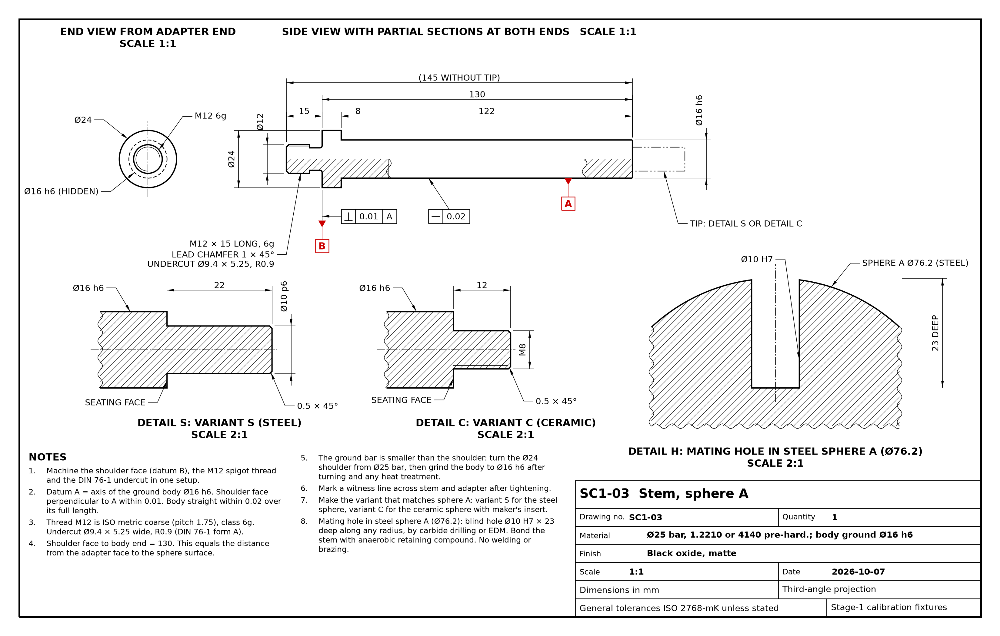 END VIEW FROM ADAPTER END
SCALE 1:1
SIDE VIEW WITH PARTIAL SECTIONS AT BOTH ENDS   SCALE 1:1
(145 WITHOUT TIP)
130
15
8
122
Ø16 h6
Ø12
Ø24
Ø24
M12 6g
Ø16 h6 (HIDDEN)
A
⊥ 0.01 A
— 0.02
B
TIP: DETAIL S OR DETAIL C
M12 × 15 LONG, 6g
LEAD CHAMFER 1 × 45°
UNDERCUT Ø9.4 × 5.25, R0.9
Ø16 h6
22
Ø10 p6
SEATING FACE
0.5 × 45°
DETAIL S: VARIANT S (STEEL)
SCALE 2:1
Ø16 h6
12
M8
SEATING FACE
0.5 × 45°
DETAIL C: VARIANT C (CERAMIC)
SCALE 2:1
Ø10 H7
SPHERE A Ø76.2 (STEEL)
23 DEEP
DETAIL H: MATING HOLE IN STEEL SPHERE A (Ø76.2)
SCALE 2:1
NOTES
1. Machine the shoulder face (datum B), the M12 spigot thread
and the DIN 76-1 undercut in one setup.
2. Datum A = axis of the ground body Ø16 h6. Shoulder face
perpendicular to A within 0.01. Body straight within 0.02 over
its full length.
3. Thread M12 is ISO metric coarse (pitch 1.75), class 6g.
Undercut Ø9.4 × 5.25 wide, R0.9 (DIN 76-1 form A).
4. Shoulder face to body end = 130. This equals the distance
from the adapter face to the sphere surface.
5. The ground bar is smaller than the shoulder: turn the Ø24
shoulder from Ø25 bar, then grind the body to Ø16 h6 after
turning and any heat treatment.
6. Mark a witness line across stem and adapter after tightening.
7. Make the variant that matches sphere A: variant S for the steel
sphere, variant C for the ceramic sphere with maker's insert.
8. Mating hole in steel sphere A (Ø76.2): blind hole Ø10 H7 × 23
deep along any radius, by carbide drilling or EDM. Bond the
stem with anaerobic retaining compound. No welding or
brazing.
SC1-03  Stem, sphere A
Drawing no. SC1-03
Quantity 1
Material Ø25 bar, 1.2210 or 4140 pre-hard.; body ground Ø16 h6
Finish Black oxide, matte
Scale 1:1
Date 2026-10-07
Dimensions in mm
Third-angle projection
General tolerances ISO 2768-mK unless stated
Stage-1 calibration fixtures